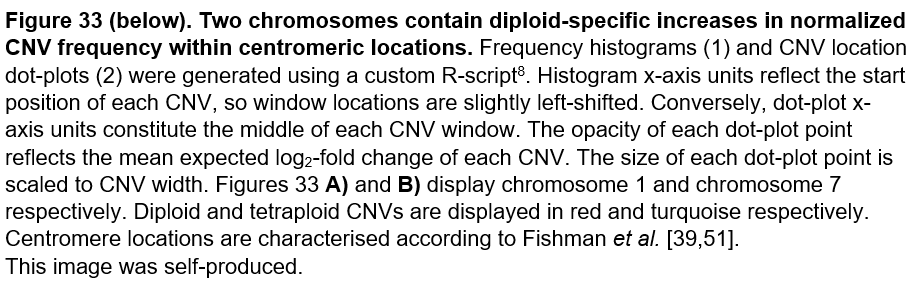 Figure 33 (below). Two chromosomes contain diploid-specific increases in normalized
CNV frequency within centromeric locations. Frequency histograms (1) and CNV location
dot-plots (2) were generated using a custom R-script⁸. Histogram x-axis units reflect the start
position of each CNV, so window locations are slightly left-shifted. Conversely, dot-plot x-
axis units constitute the middle of each CNV window. The opacity of each dot-plot point
reflects the mean expected log₂-fold change of each CNV. The size of each dot-plot point is
scaled to CNV width. Figures 33 A) and B) display chromosome 1 and chromosome 7
respectively. Diploid and tetraploid CNVs are displayed in red and turquoise respectively.
Centromere locations are characterised according to Fishman et al. [39,51].
This image was self-produced.